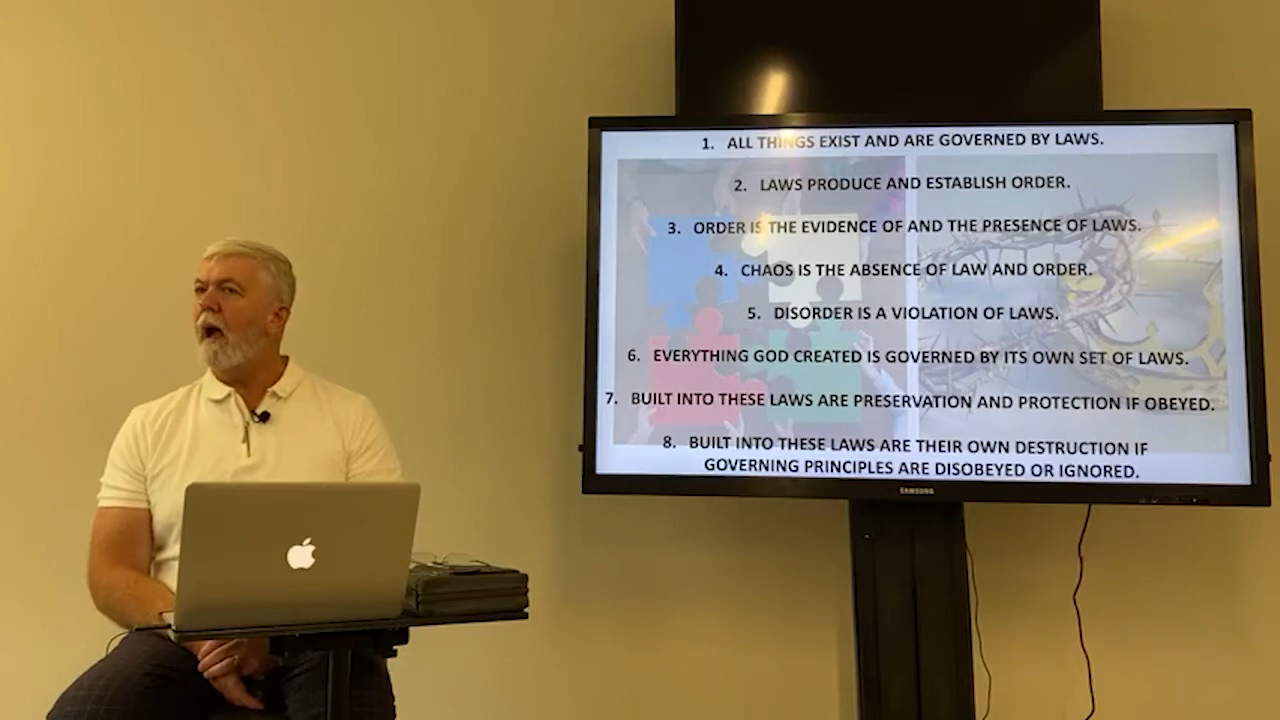 1. ALL THINGS EXIST AND ARE GOVERNED BY LAWS.
2. LAWS PRODUCE AND ESTABLISH ORDER.
3. ORDER IS THE EVIDENCE OF AND THE PRESENCE OF LAWS.
4. CHAOS IS THE ABSENCE OF LAW AND ORDER.
5. DISORDER IS A VIOLATION OF LAWS.
6. EVERYTHING GOD CREATED IS GOVERNED BY ITS OWN SET OF LAWS.
7. BUILT INTO THESE LAWS ARE PRESERVATION AND PROTECTION IF OBEYED.
8. BUILT INTO THESE LAWS ARE THEIR OWN DESTRUCTION IF
GOVERNING PRINCIPLES ARE DISOBEYED OR IGNORED.
SAMSUNG